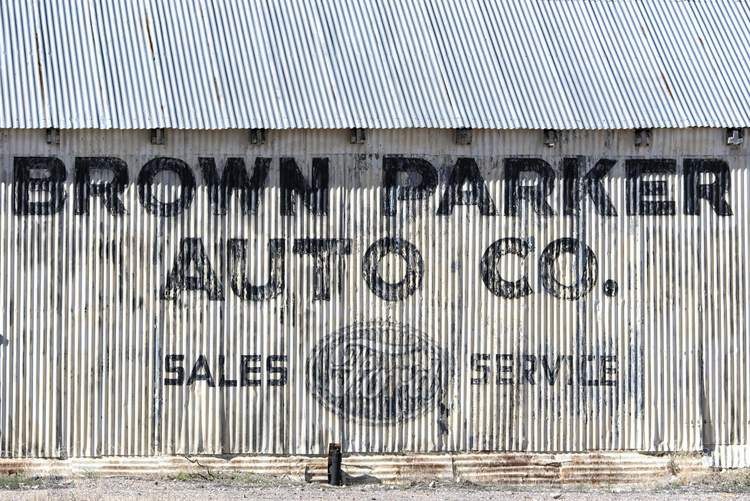 BROWN PARKER
AUTO CO.
SALES SERVICE